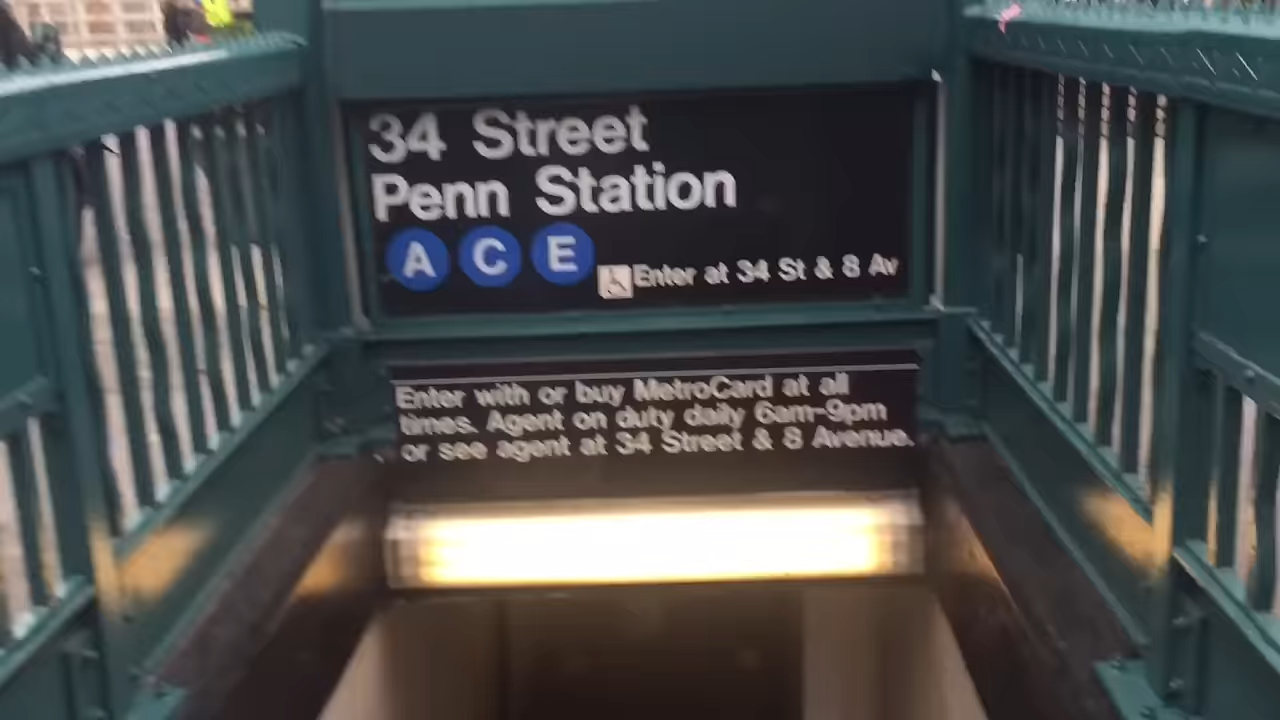 34 Street
Penn Station
A C E Enter at 34 St & 8 Av
Enter with or buy MetroCard at all
times. Agent on duty daily 6am-9pm
or see agent at 34 Street & 8 Avenue.